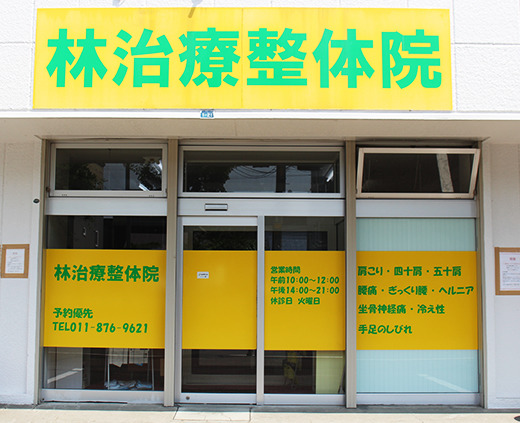 林治療整体院
林治療整体院
予約優先
TEL011-876-9621
営業時間
午前10:00〜12:00
午後14:00〜21:00
休診日 火曜日
肩こり・四十肩・五十肩
腰痛・ぎっくり腰・ヘルニア
坐骨神経痛・冷え性
手足のしびれ